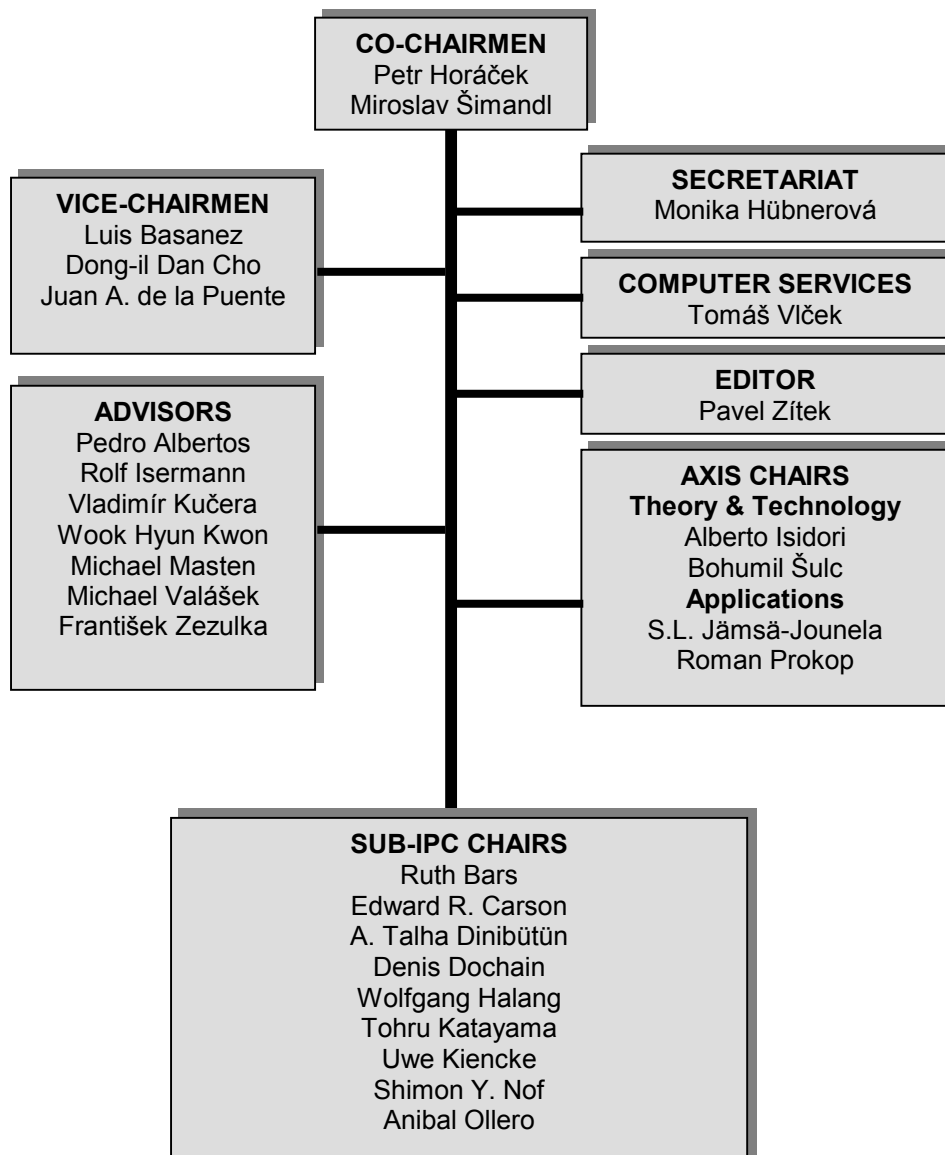 CO-CHAIRMEN
Petr Horáček
Miroslav Šimandl
VICE-CHAIRMEN
Luis Basanez
Dong-il Dan Cho
Juan A. de la Puente
ADVISORS
Pedro Albertos
Rolf Isermann
Vladimír Kučera
Wook Hyun Kwon
Michael Masten
Michael Valášek
František Zezulka
SECRETARIAT
Monika Hübnerová
COMPUTER SERVICES
Tomáš Vlček
EDITOR
Pavel Zítek
AXIS CHAIRS
Theory & Technology
Alberto Isidori
Bohumil Šulc
Applications
S.L. Jämsä-Jounela
Roman Prokop
SUB-IPC CHAIRS
Ruth Bars
Edward R. Carson
A. Talha Dinibütün
Denis Dochain
Wolfgang Halang
Tohru Katayama
Uwe Kiencke
Shimon Y. Nof
Anibal Ollero